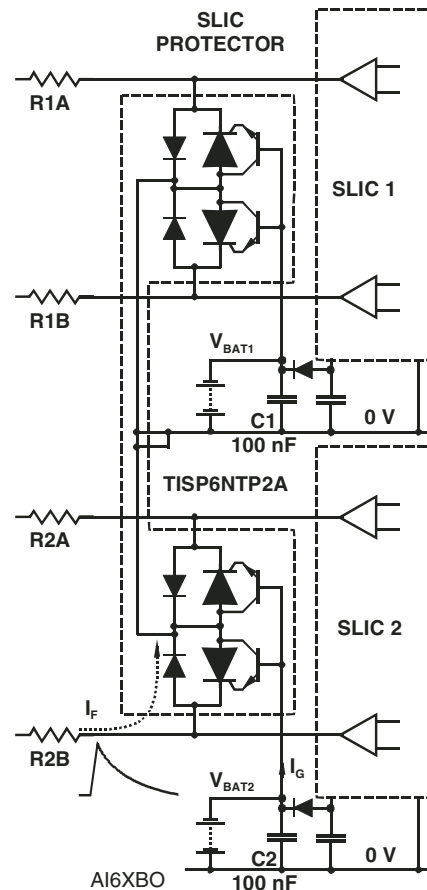 SLIC
PROTECTOR
R1A
SLIC 1
R1B
VBAT1
C1
0 V
100 nF
TISP6NTP2A
R2A
SLIC 2
IF
R2B
VBAT2
IG
C2
0 V
AI6XBO
100 nF